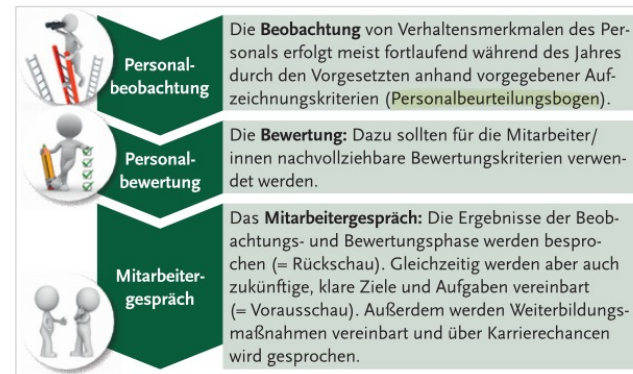 Personal-
beobachtung
Die Beobachtung von Verhaltensmerkmalen des Per-
sonals erfolgt meist fortlaufend während des Jahres
durch den Vorgesetzten anhand vorgegebener Auf-
zeichnungskriterien (Personalbeurteilungsbogen).
Personal-
bewertung
Die Bewertung: Dazu sollten für die Mitarbeiter/
innen nachvollziehbare Bewertungskriterien verwen-
det werden.
Mitarbeiter-
gespräch
Das Mitarbeitergespräch: Die Ergebnisse der Beob-
achtungs- und Bewertungsphase werden bespro-
chen (= Rückschau). Gleichzeitig werden aber auch
zukünftige, klare Ziele und Aufgaben vereinbart
(= Vorausschau). Außerdem werden Weiterbildungs-
maßnahmen vereinbart und über Karrierechancen
wird gesprochen.